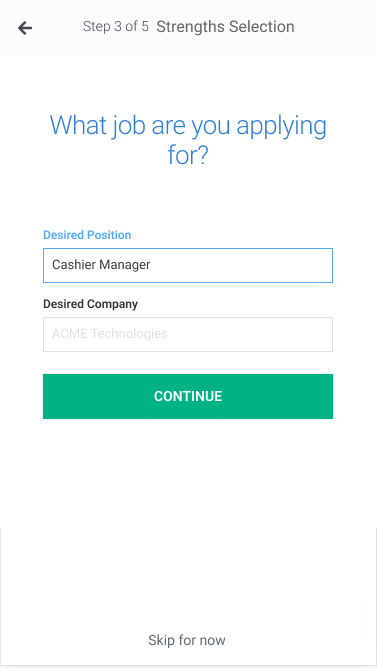 Step 3 of 5 Strengths Selection
What job are you applying
for?
Desired Position
Cashier Manager
Desired Company
ACME Technologies
CONTINUE
Skip for now